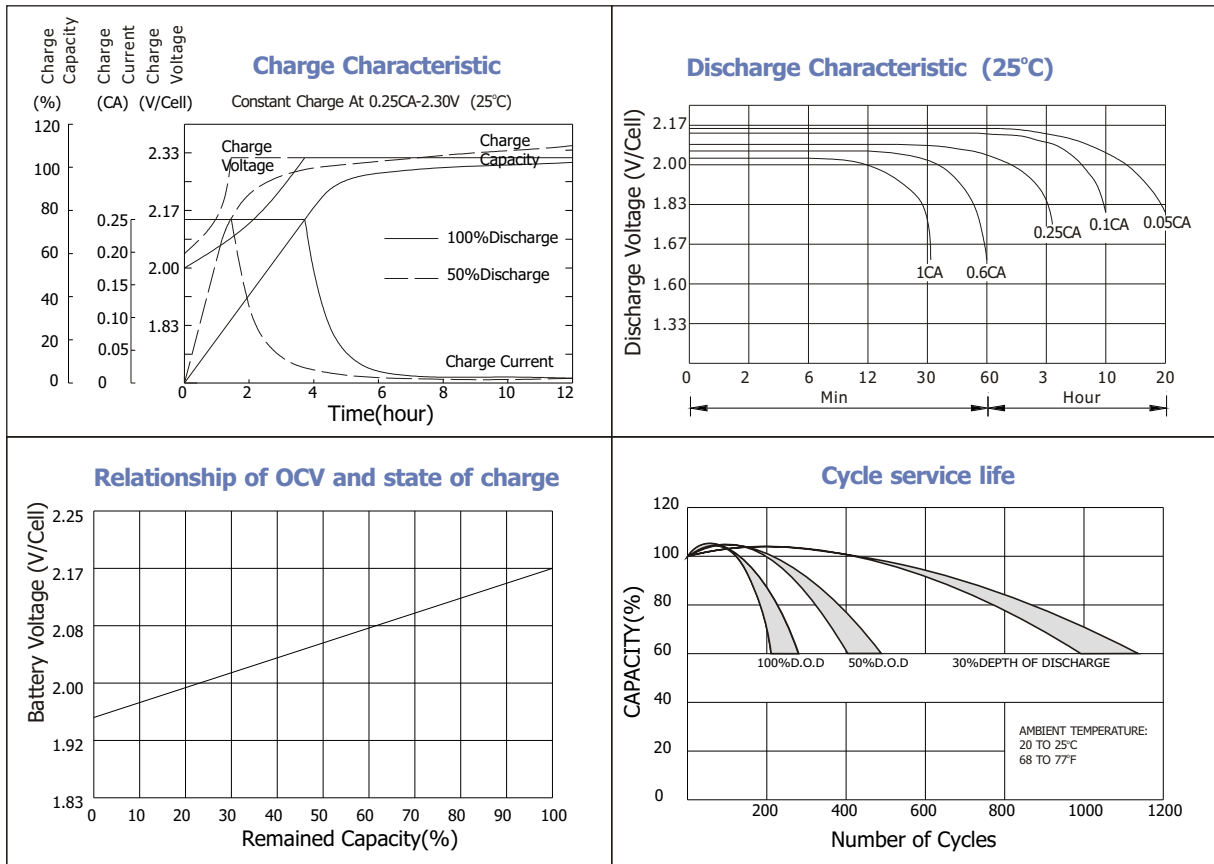 Charge
Capacity
Charge
Current
Charge
Voltage
(%)
(CA)
(V/Cell)
Charge Characteristic
Constant Charge At 0.25CA-2.30V (25°C)
120
100
80
60
40
20
0
0.25
0.20
0.15
0.10
0.05
0
2.33
2.17
2.00
1.83
Charge
Voltage
Charge
Capacity
100%Discharge
50%Discharge
Charge Current
0 2 4 6 8 10 12
Time(hour)
Discharge Characteristic (25°C)
Discharge Voltage (V/Cell)
2.17
2.00
1.83
1.67
1.60
1.33
1CA
0.6CA
0.25CA
0.1CA
0.05CA
0 2 6 12 30 60 3 10 20
Min
Hour
Relationship of OCV and state of charge
Battery Voltage (V/Cell)
2.25
2.17
2.08
2.00
1.92
1.83
0 10 20 30 40 50 60 70 80 90 100
Remained Capacity(%)
Cycle service life
CAPACITY(%)
120
100
80
60
40
20
0
100%D.O.D
50%D.O.D
30%DEPTH OF DISCHARGE
AMBIENT TEMPERATURE:
20 TO 25°C
68 TO 77°F
200 400 600 800 1000 1200
Number of Cycles